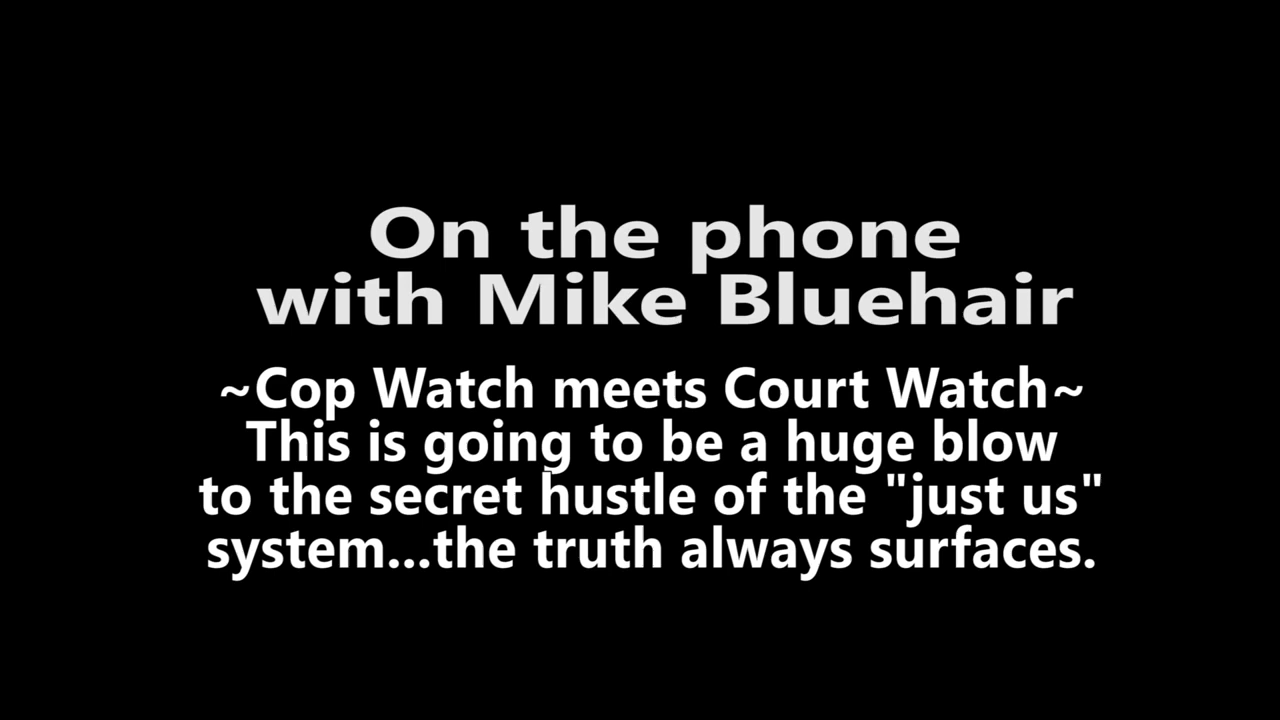 On the phone
with Mike Bluehair
~Cop Watch meets Court Watch~
This is going to be a huge blow
to the secret hustle of the "just us"
system...the truth always surfaces.